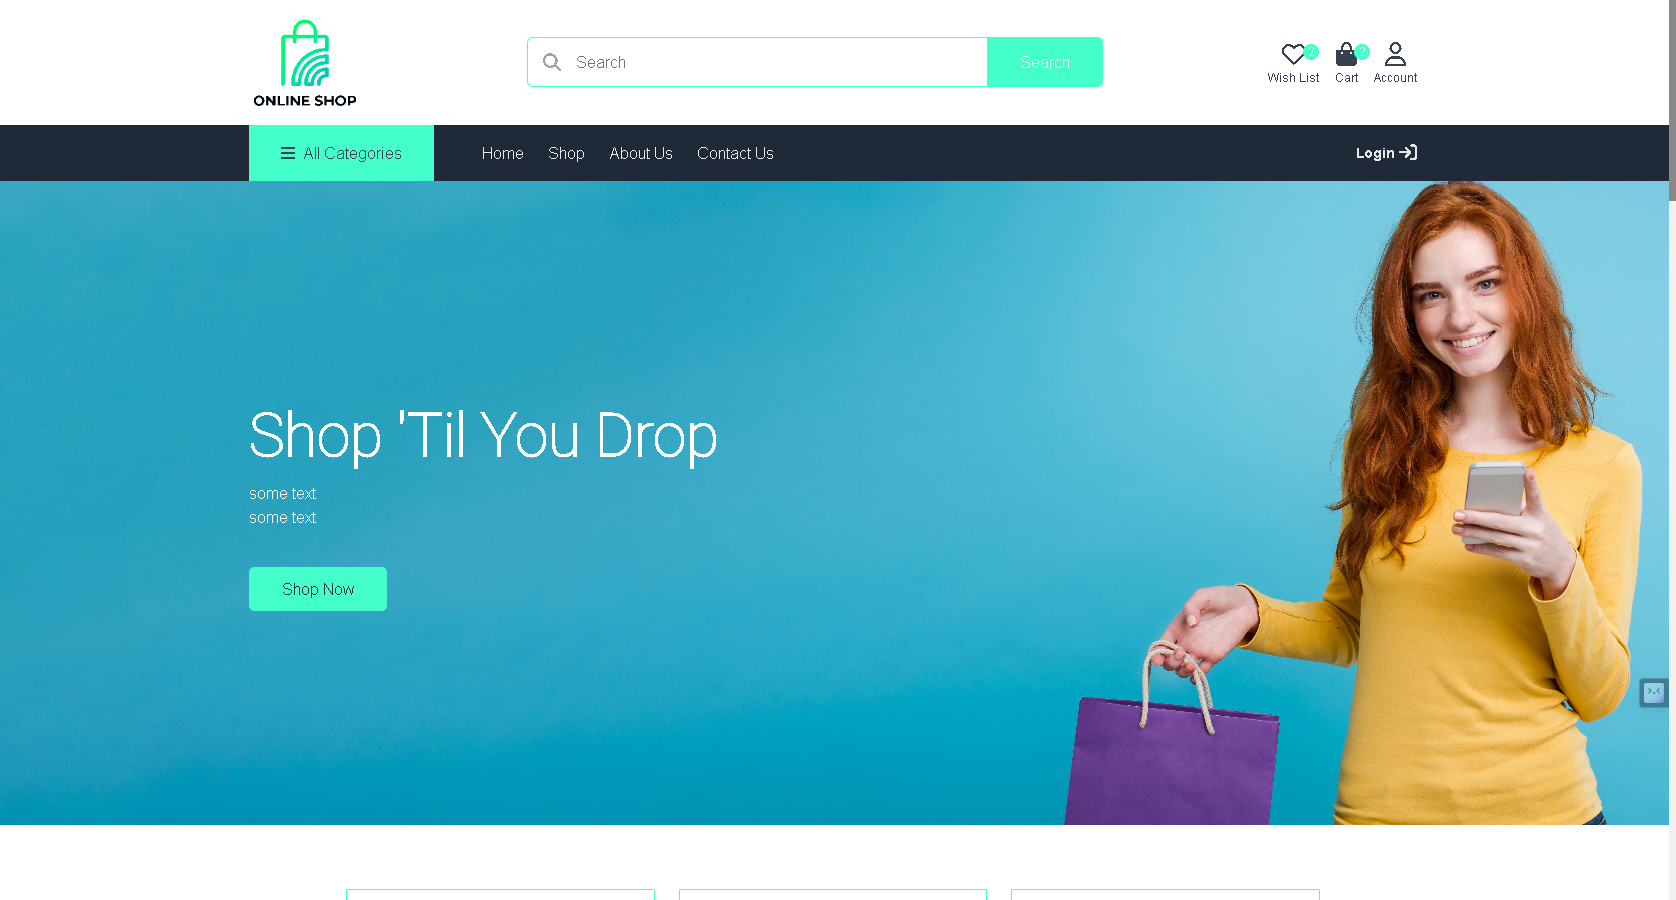 ONLINE SHOP
Search
Search
2
2
Wish List
Cart
Account
All Categories
Home
Shop
About Us
Contact Us
Login
Shop 'Til You Drop
some text
some text
Shop Now